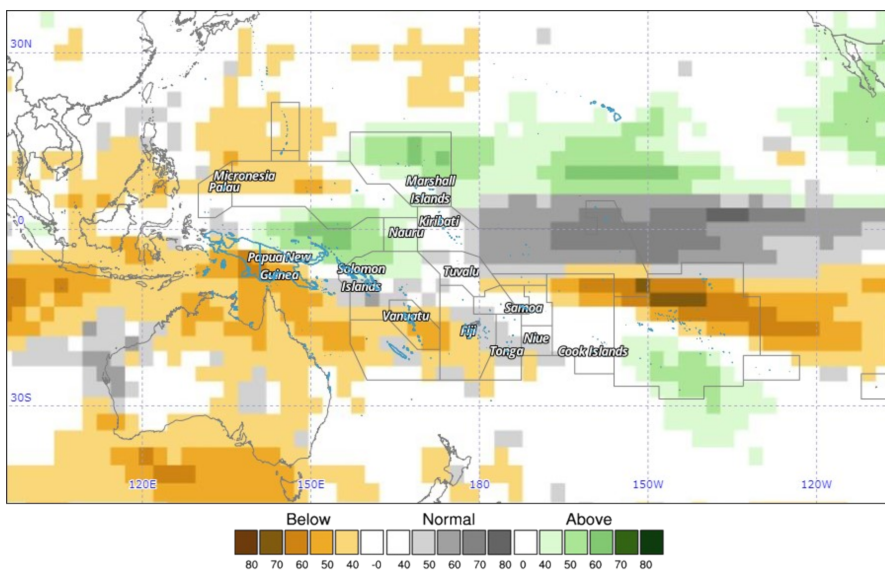 30N
Micronesia
Palau
Marshall
Islands
0
Kiribati
Nauru
Papua New
Guinea
Solomon
Islands
Tuvalu
Samoa
Vanuatu
Fiji
Niue
Tonga
Cook Islands
30S
120E 150E 180 150W 120W
Below Normal Above
80 70 60 50 40 -0 40 50 60 70 80 0 40 50 60 70 80